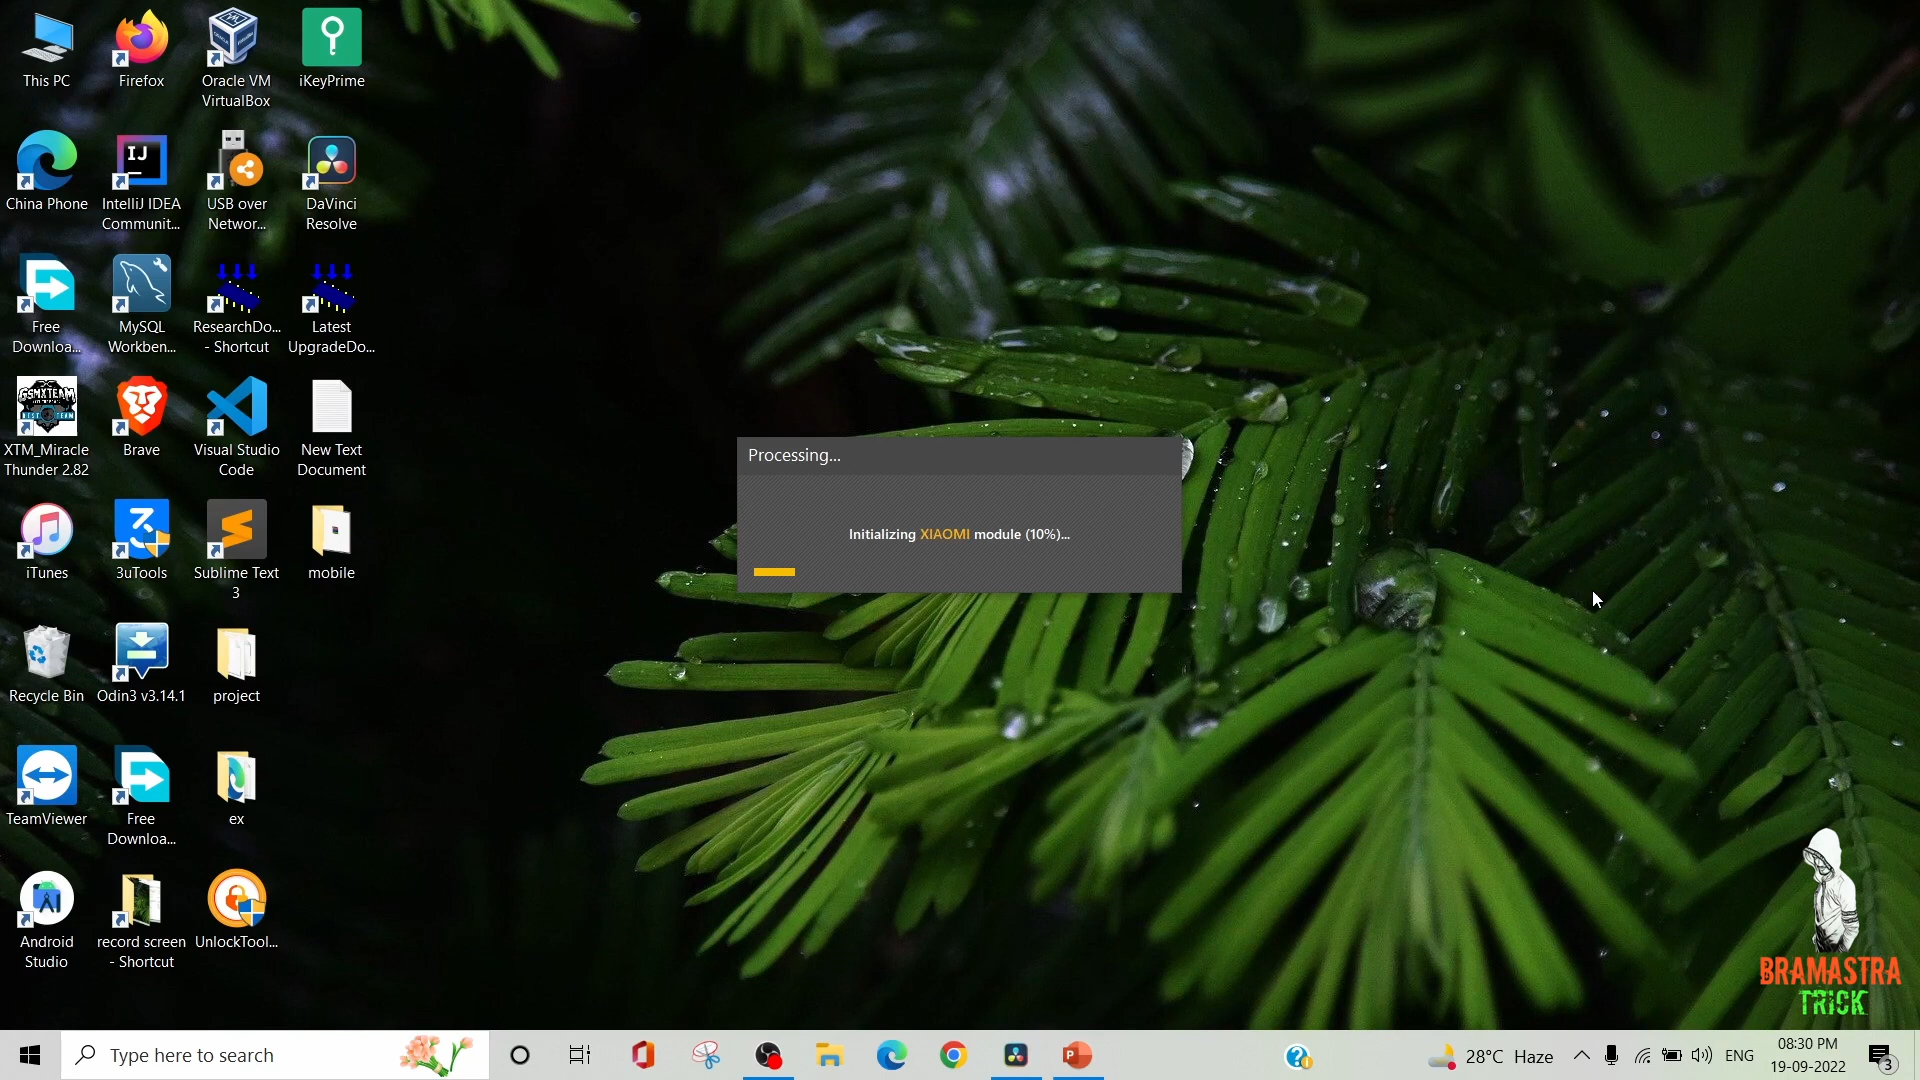 This PC
Firefox
Oracle VM
VirtualBox
iKeyPrime
China Phone
IntelliJ IDEA
Communit...
USB over
Networ...
DaVinci
Resolve
Free
Downloa...
MySQL
Workben...
ResearchDo...
- Shortcut
Latest
UpgradeDo...
XTM_Miracle
Thunder 2.82
Brave
Visual Studio
Code
New Text
Document
iTunes
3uTools
Sublime Text
3
mobile
Recycle Bin
Odin3 v3.14.1
project
TeamViewer
Free
Downloa...
ex
Android
Studio
record screen
- Shortcut
UnlockTool...
Processing...
Initializing XIAOMI module (10%)...
BRAMASTRA
TRICK
Type here to search
28°C Haze
ENG
08:30 PM
19-09-2022
3